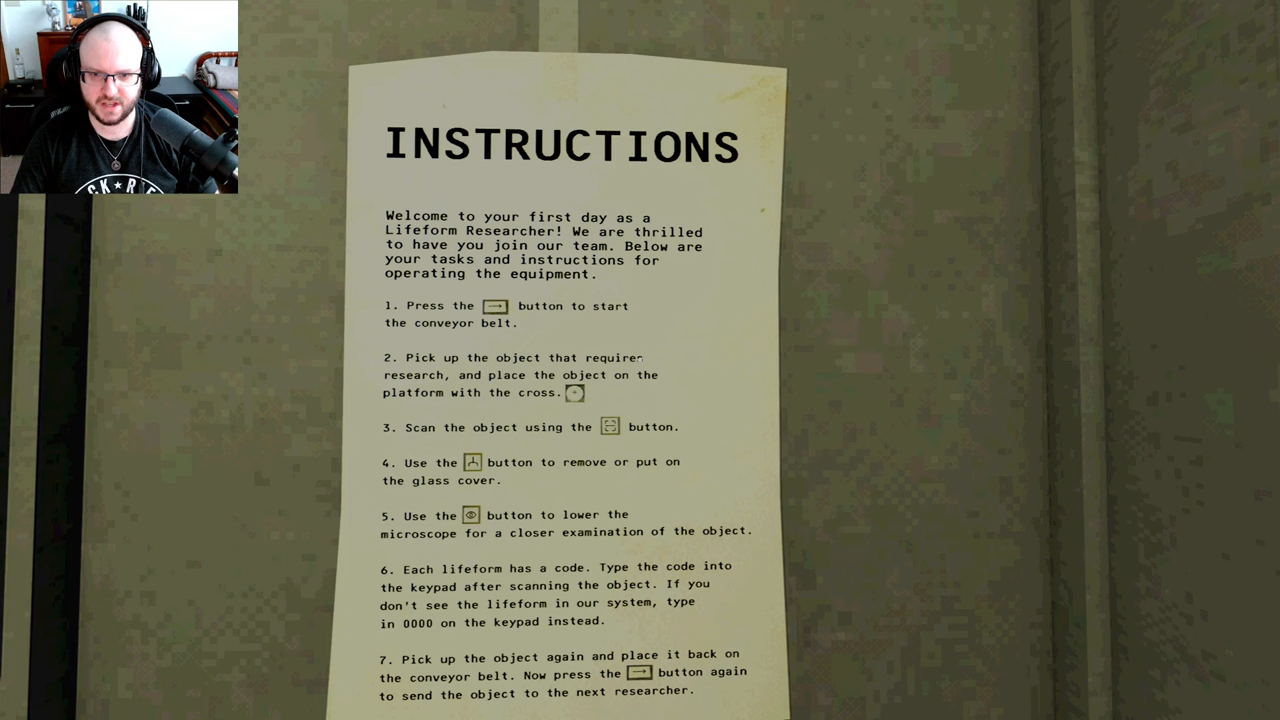 INSTRUCTIONS
Welcome to your first day as a
Lifeform Researcher! We are thrilled
to have you join our team. Below are
your tasks and instructions for
operating the equipment.
1. Press the button to start
the conveyor belt.
2. Pick up the object that requires
research, and place the object on the
platform with the cross.
3. Scan the object using the button.
4. Use the button to remove or put on
the glass cover.
5. Use the button to lower the
microscope for a closer examination of the object.
6. Each lifeform has a code. Type the code into
the keypad after scanning the object. If you
don't see the lifeform in our system, type
in 0000 on the keypad instead.
7. Pick up the object again and place it back on
the conveyor belt. Now press the button again
to send the object to the next researcher.